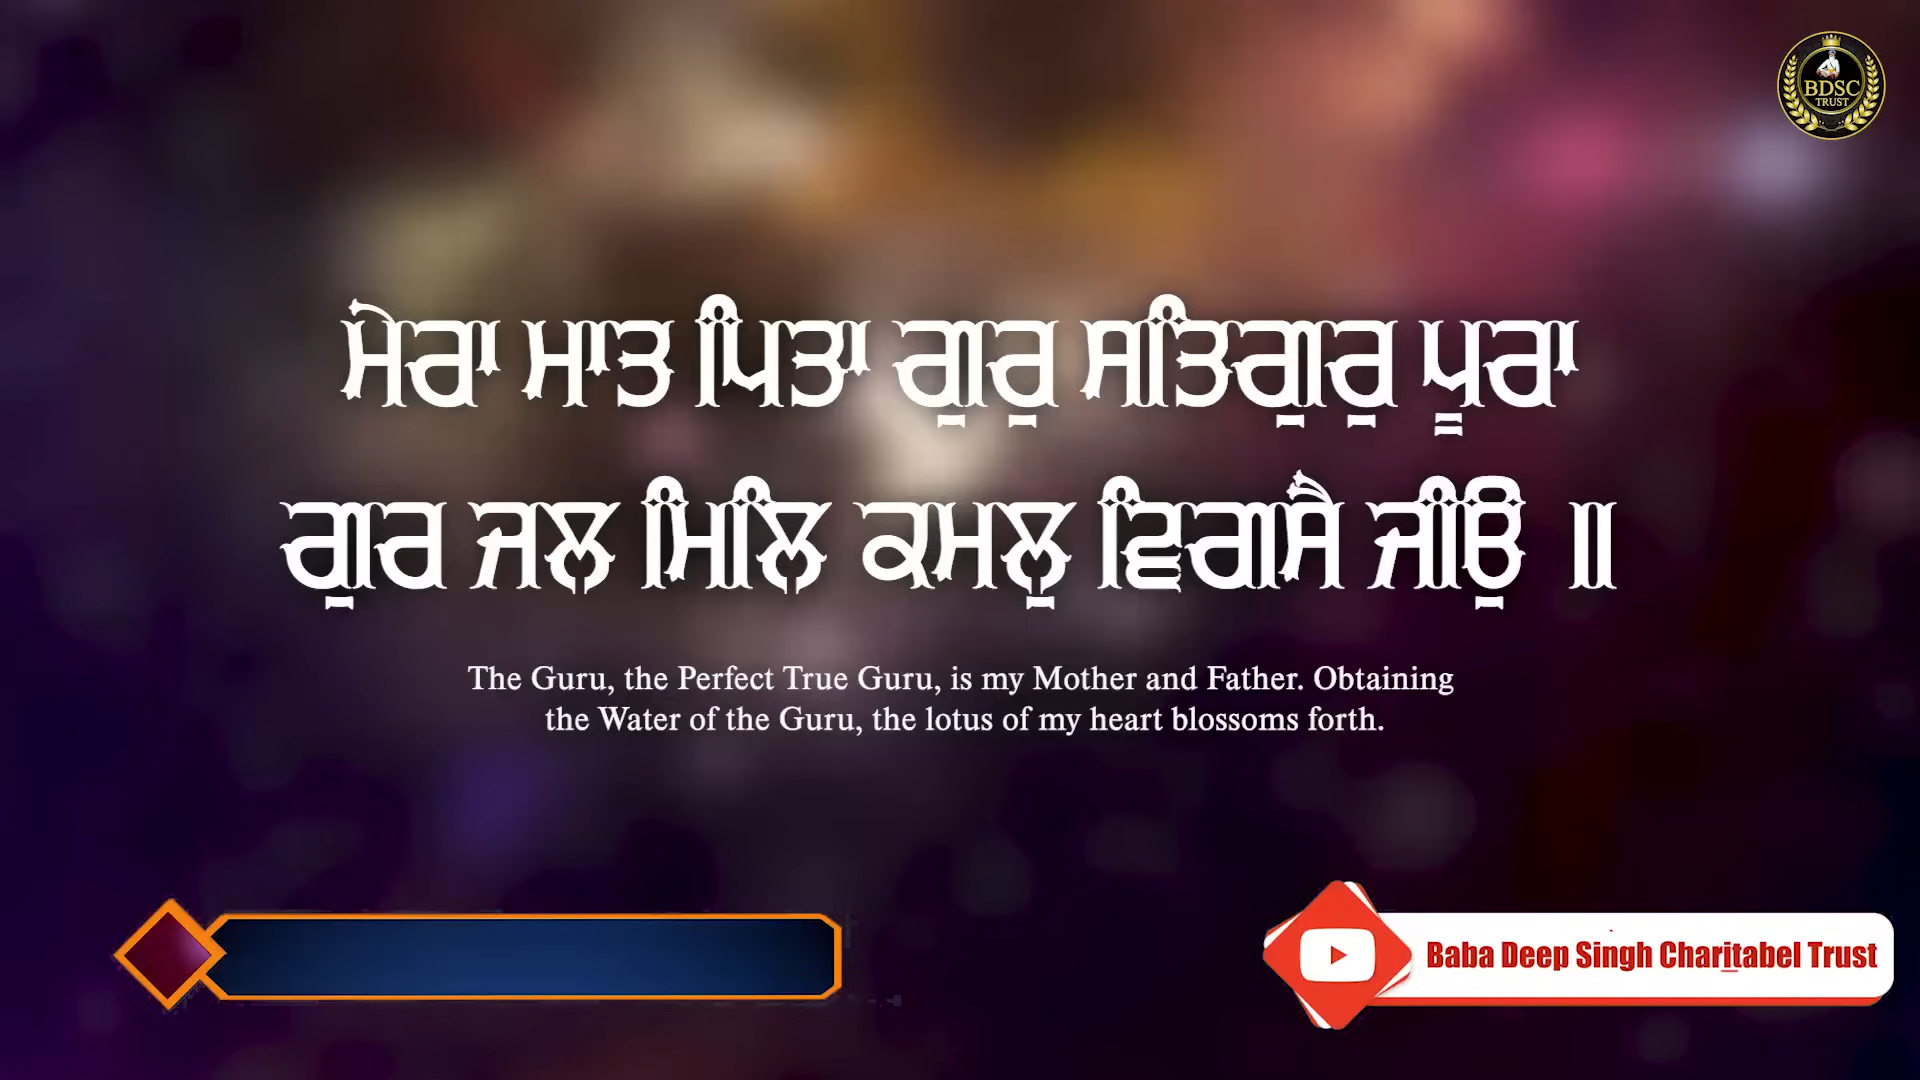 BDSC
TRUST
ਮੇਰਾ ਮਾਤ ਪਿਤਾ ਗੁਰੁ ਸਤਿਗੁਰੁ ਪੂਰਾ
ਗੁਰ ਜਲ ਮਿਲਿ ਕਮਲੁ ਵਿਗਸੈ ਜੀਉ ॥
The Guru, the Perfect True Guru, is my Mother and Father. Obtaining
the Water of the Guru, the lotus of my heart blossoms forth.
Baba Deep Singh Charitabel Trust